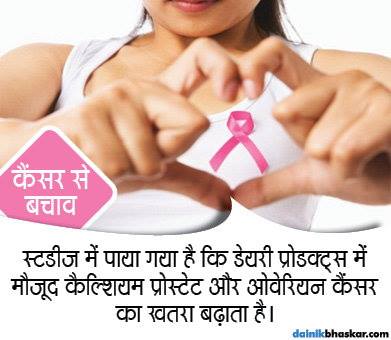 कैंसर से
बचाव
स्टडीज में पाया गया है कि डेयरी प्रोडक्ट्स में
मौजूद कैल्शियम प्रोस्टेट और ओवेरियन कैंसर
का खतरा बढ़ाता है।
dainikbhaskar.com